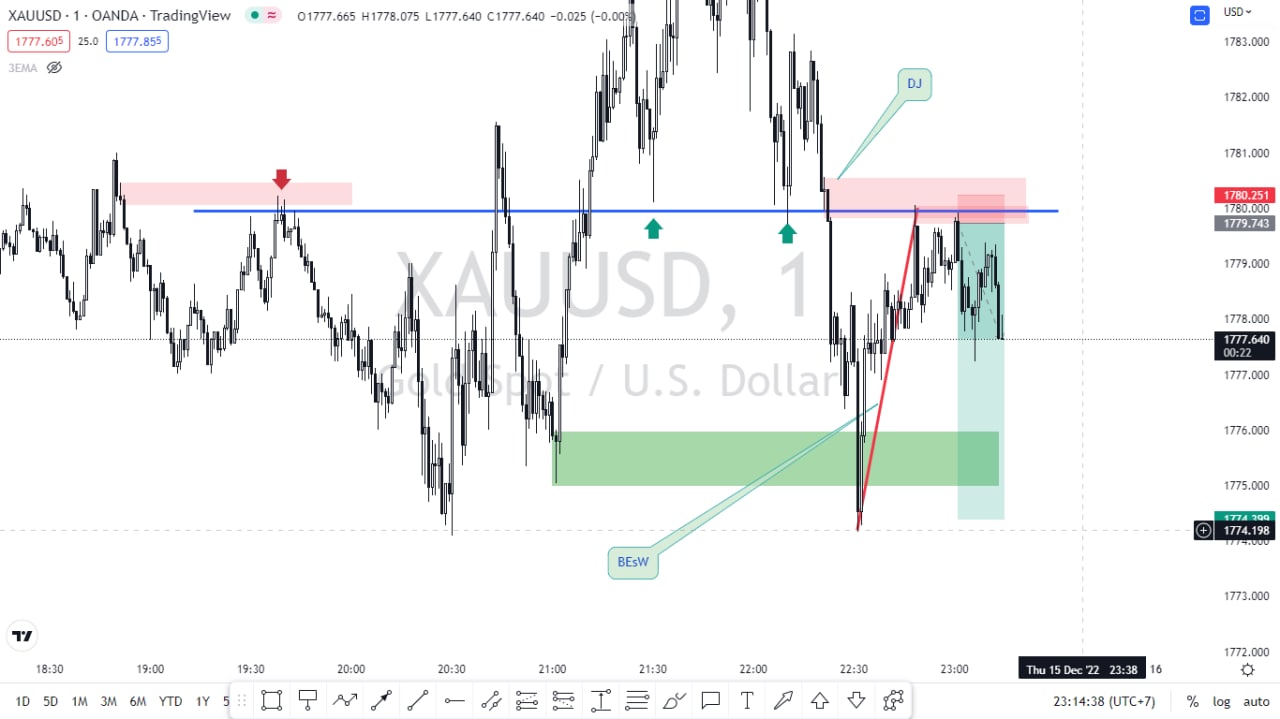 XAUUSD · 1 · OANDA · TradingView ≈ O1777.665 H1778.075 L1777.640 C1777.640 -0.025 (-0.00%)
USD
1777.605 25.0 1777.855
3EMA
DJ
XAUUSD, 1
Gold Spot / U.S. Dollar
BEsW
1783.000
1782.000
1781.000
1780.251
1780.000
1779.743
1779.000
1778.000
1777.640
00:22
1777.000
1776.000
1775.000
1774.399
1774.198
1774.000
1773.000
1772.000
18:30 19:00 19:30 20:00 20:30 21:00 21:30 22:00 22:30 23:00 Thu 15 Dec '22 23:38 16
1D 5D 1M 3M 6M YTD 1Y 5 T 23:14:38 (UTC+7) % log auto